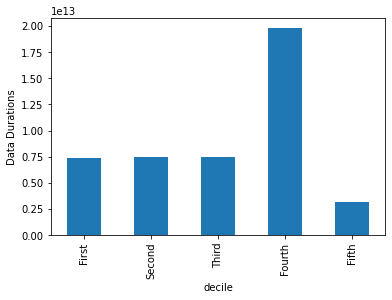 1e13
2.00
1.75
1.50
1.25
1.00
0.75
0.50
0.25
0.00
Data Durations
First
Second
Third
Fourth
Fifth
decile